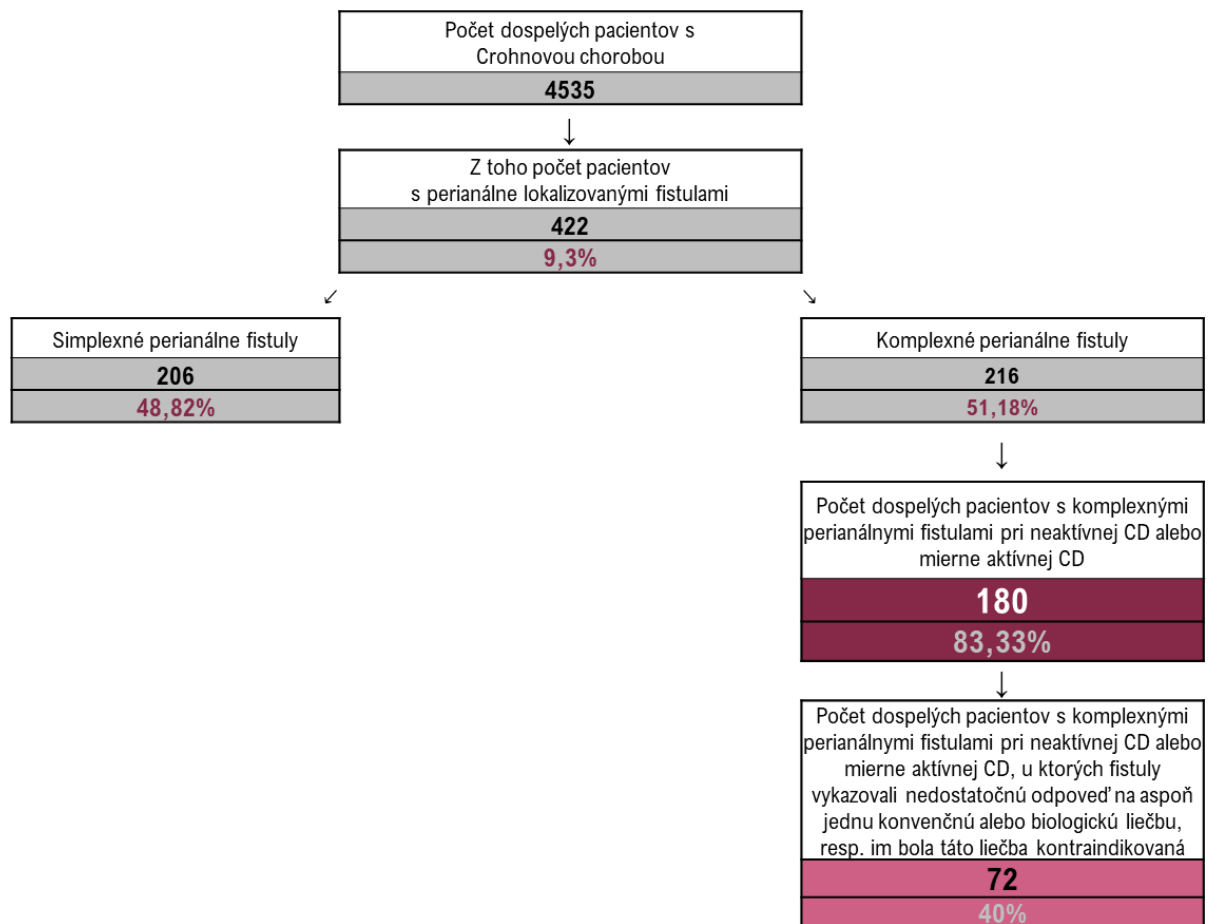 Počet dospelých pacientov s
Crohnovou chorobou
4535
↓
Z toho počet pacientov
s perianálne lokalizovanými fistulami
422
9,3%
↙
↘
Simplexné perianálne fistuly
206
48,82%
Komplexné perianálne fistuly
216
51,18%
↓
Počet dospelých pacientov s komplexnými
perianálnymi fistulami pri neaktívnej CD alebo
mierne aktívnej CD
180
83,33%
↓
Počet dospelých pacientov s komplexnými
perianálnymi fistulami pri neaktívnej CD alebo
mierne aktívnej CD, u ktorých fistuly
vykazovali nedostatočnú odpoveď na aspoň
jednu konvenčnú alebo biologickú liečbu,
resp. im bola táto liečba kontraindikovaná
72
40%